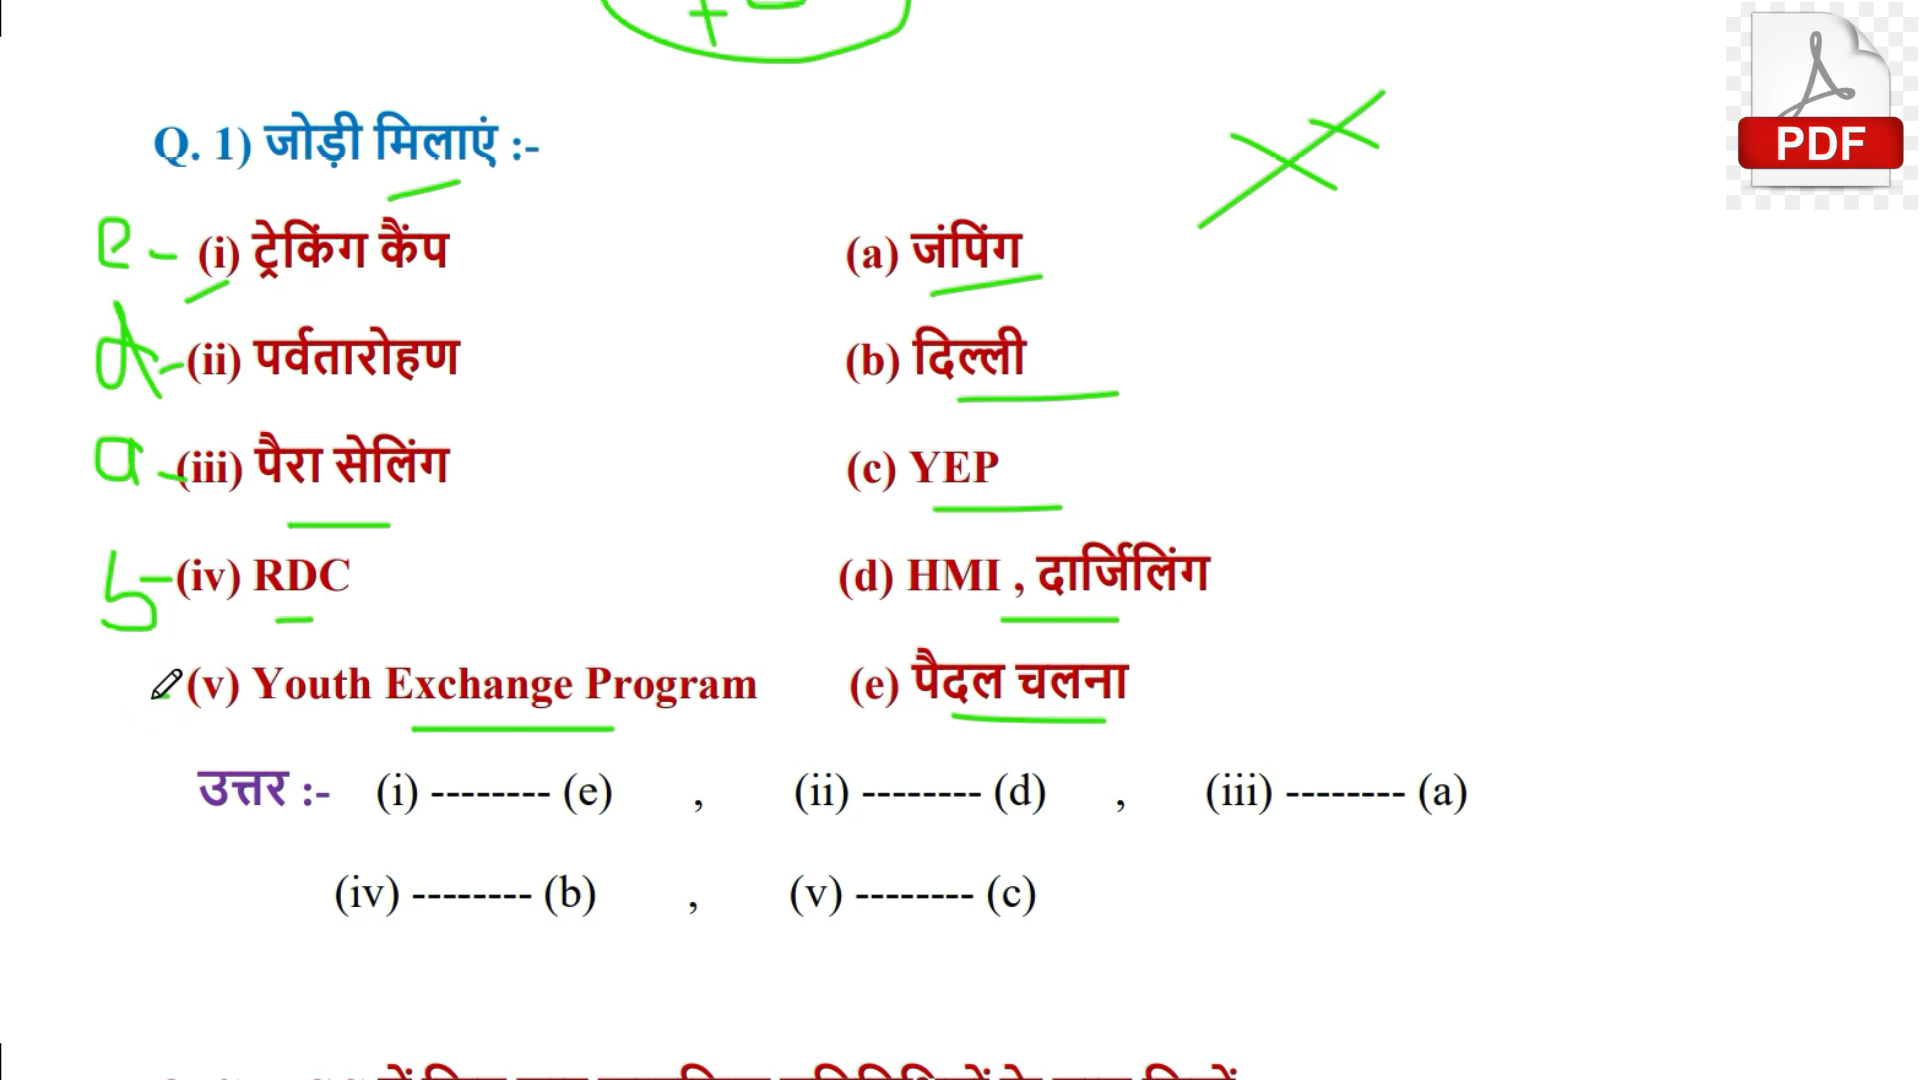 PDF
Q. 1) जोड़ी मिलाएं :-
e - (i) ट्रेकिंग कैंप (a) जंपिंग
d - (ii) पर्वतारोहण (b) दिल्ली
a - (iii) पैरा सेलिंग (c) YEP
b - (iv) RDC (d) HMI , दार्जिलिंग
(v) Youth Exchange Program (e) पैदल चलना
उत्तर :- (i) -------- (e) , (ii) -------- (d) , (iii) -------- (a)
(iv) -------- (b) , (v) -------- (c)